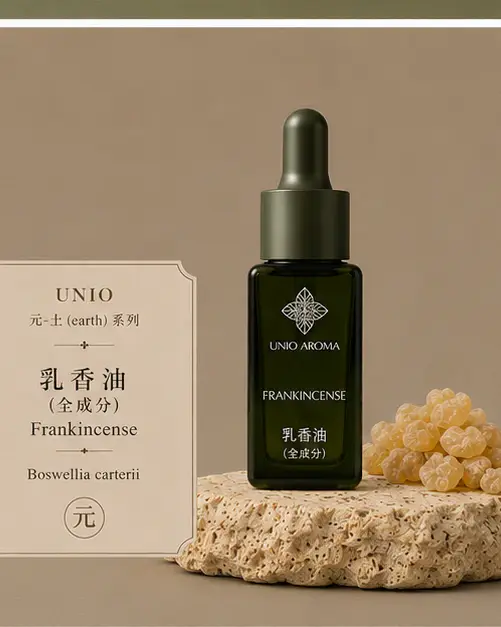 UNIO
元-土 (earth) 系列
乳香油
(全成分)
Frankincense
Boswellia carterii
元
UNIO AROMA
FRANKINCENSE
乳香油
(全成分)